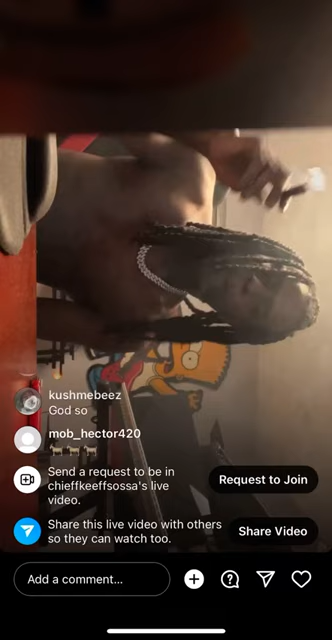 kushmebeez
God so
mob_hector420
Send a request to be in
chieffkeeffsossa's live
video.
Request to Join
Share this live video with others
so they can watch too.
Share Video
Add a comment...